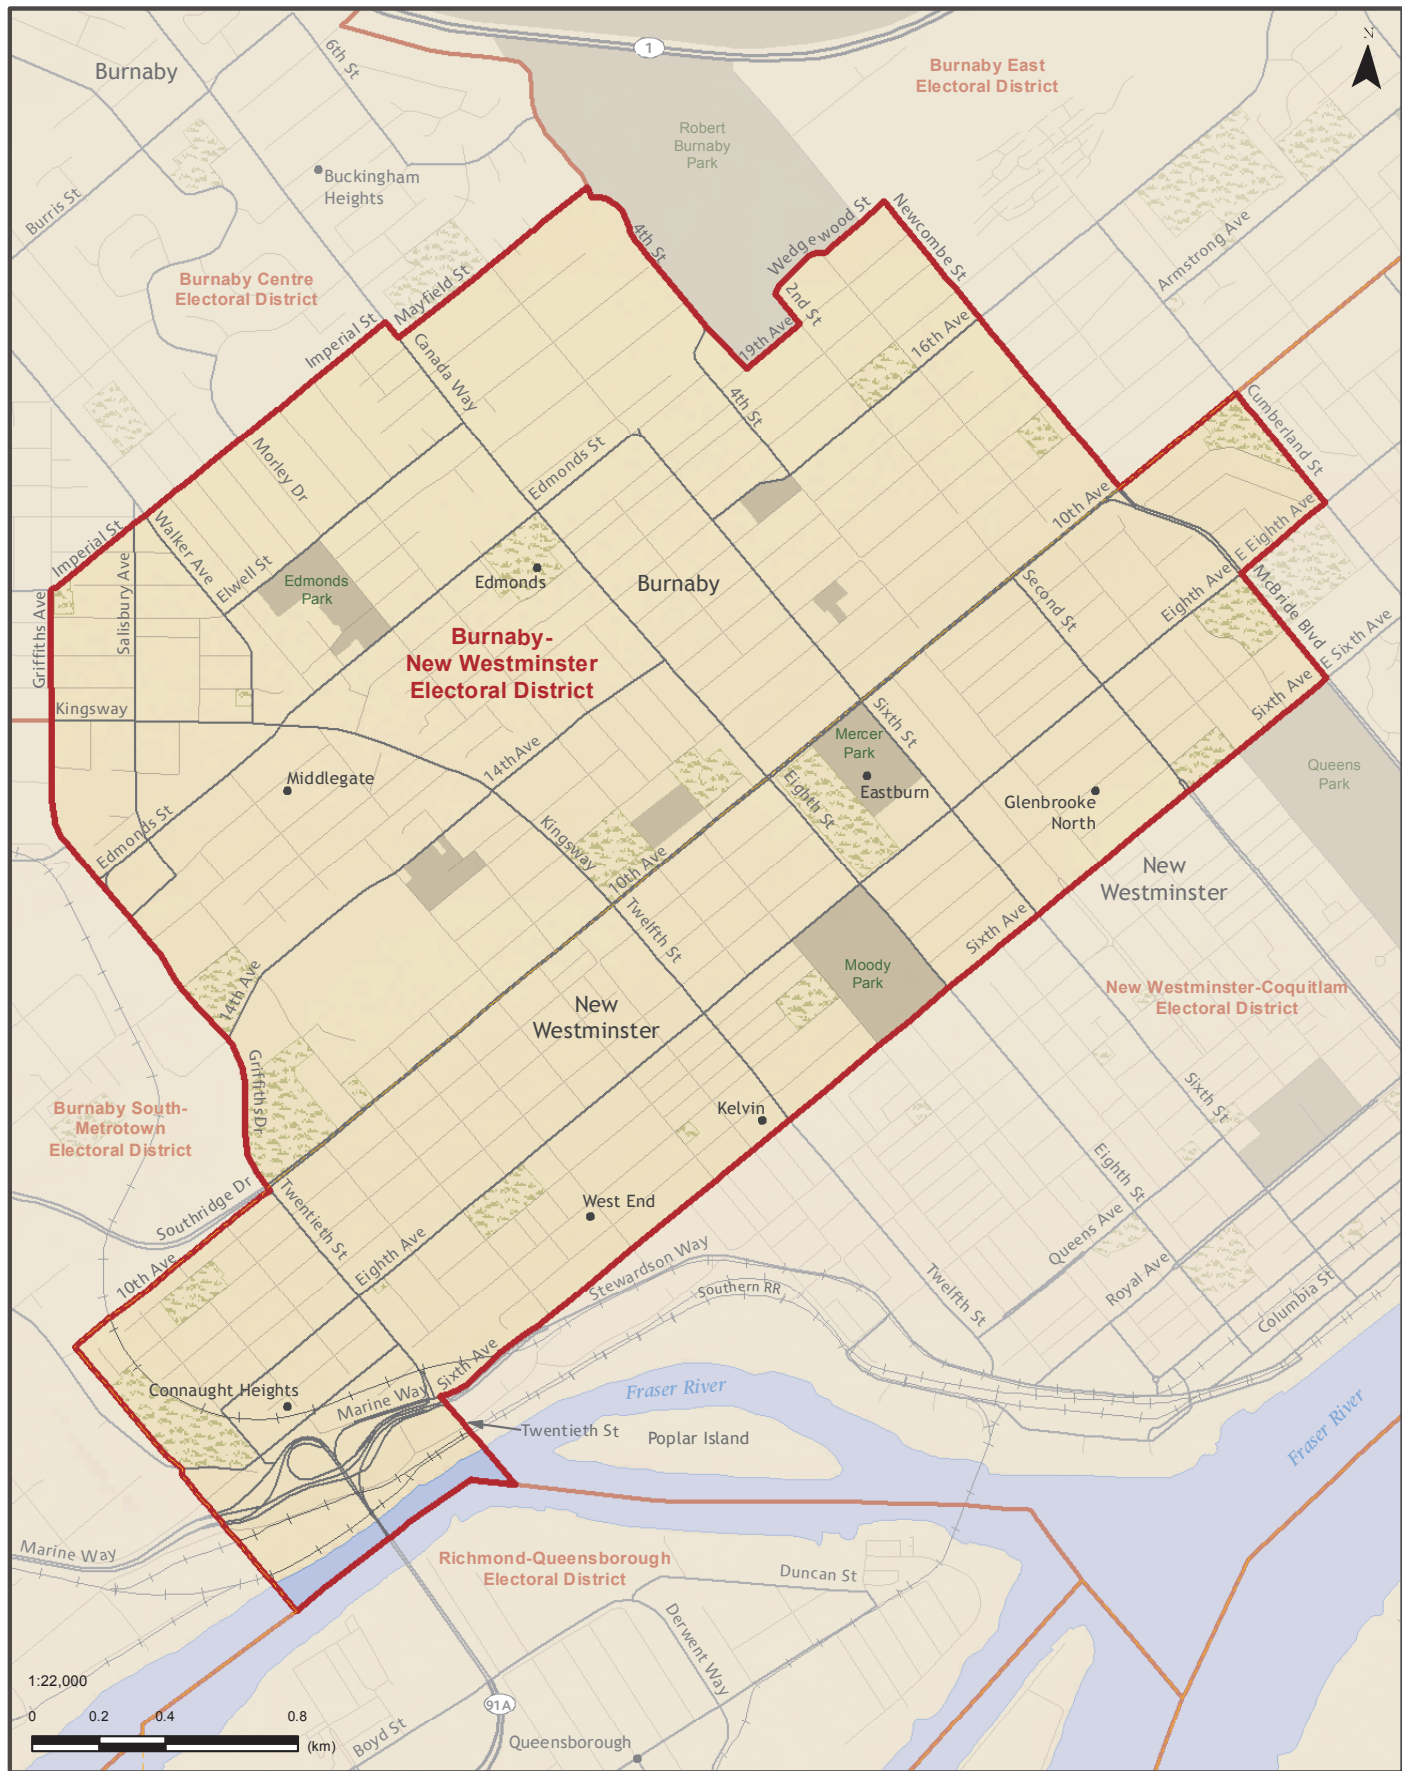 Burnaby
6th St
1
Burnaby East
Electoral District
N
Robert
Burnaby
Park
Buckingham
Heights
Burris St
4th St
Wedgewood St
Newcombe St
Armstrong Ave
Burnaby Centre
Electoral District
Mayfield St
2nd St
Imperial St
Canada Way
19th Ave
16th Ave
4th St
Cumberland St
Morley Dr
Edmonds St
10th Ave
E Eighth Ave
Imperial St
Walker Ave
Salisbury Ave
Elwell St
Edmonds
Park
Edmonds
Burnaby
Second St
Eighth Ave
McBride Blvd
E Sixth Ave
Griffiths Ave
Burnaby-
New Westminster
Electoral District
Sixth Ave
Kingsway
Sixth St
Mercer
Park
Queens
Park
Middlegate
14th Ave
Eastburn
Eighth St
Glenbrooke
North
Edmonds St
Kingsway
10th Ave
New
Westminster
Twelfth St
Sixth Ave
Moody
Park
14th Ave
New
Westminster
New Westminster-Coquitlam
Electoral District
Griffiths Dr
Burnaby South-
Metrotown
Electoral District
Kelvin
Sixth St
Eighth St
Southridge Dr
Twentieth St
West End
Queens Ave
10th Ave
Eighth Ave
Stewardson Way
Southern RR
Twelfth St
Royal Ave
Columbia St
Connaught Heights
Marine Way
Sixth Ave
Fraser River
Twentieth St
Poplar Island
Fraser River
Marine Way
Richmond-Queensborough
Electoral District
Duncan St
Derwent Way
1:22,000
0 0.2 0.4 0.8
(km)
91A
Boyd St
Queensborough